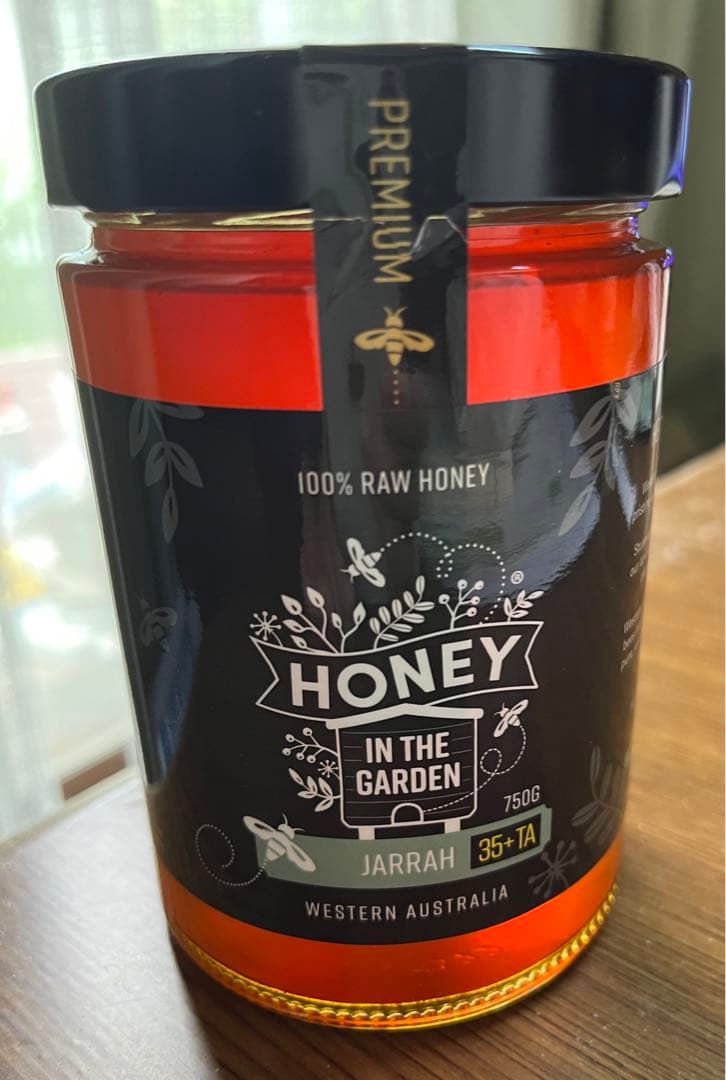 PREMIUM
100% RAW HONEY
®
HONEY
IN THE
GARDEN
750G
JARRAH 35+TA
WESTERN AUSTRALIA